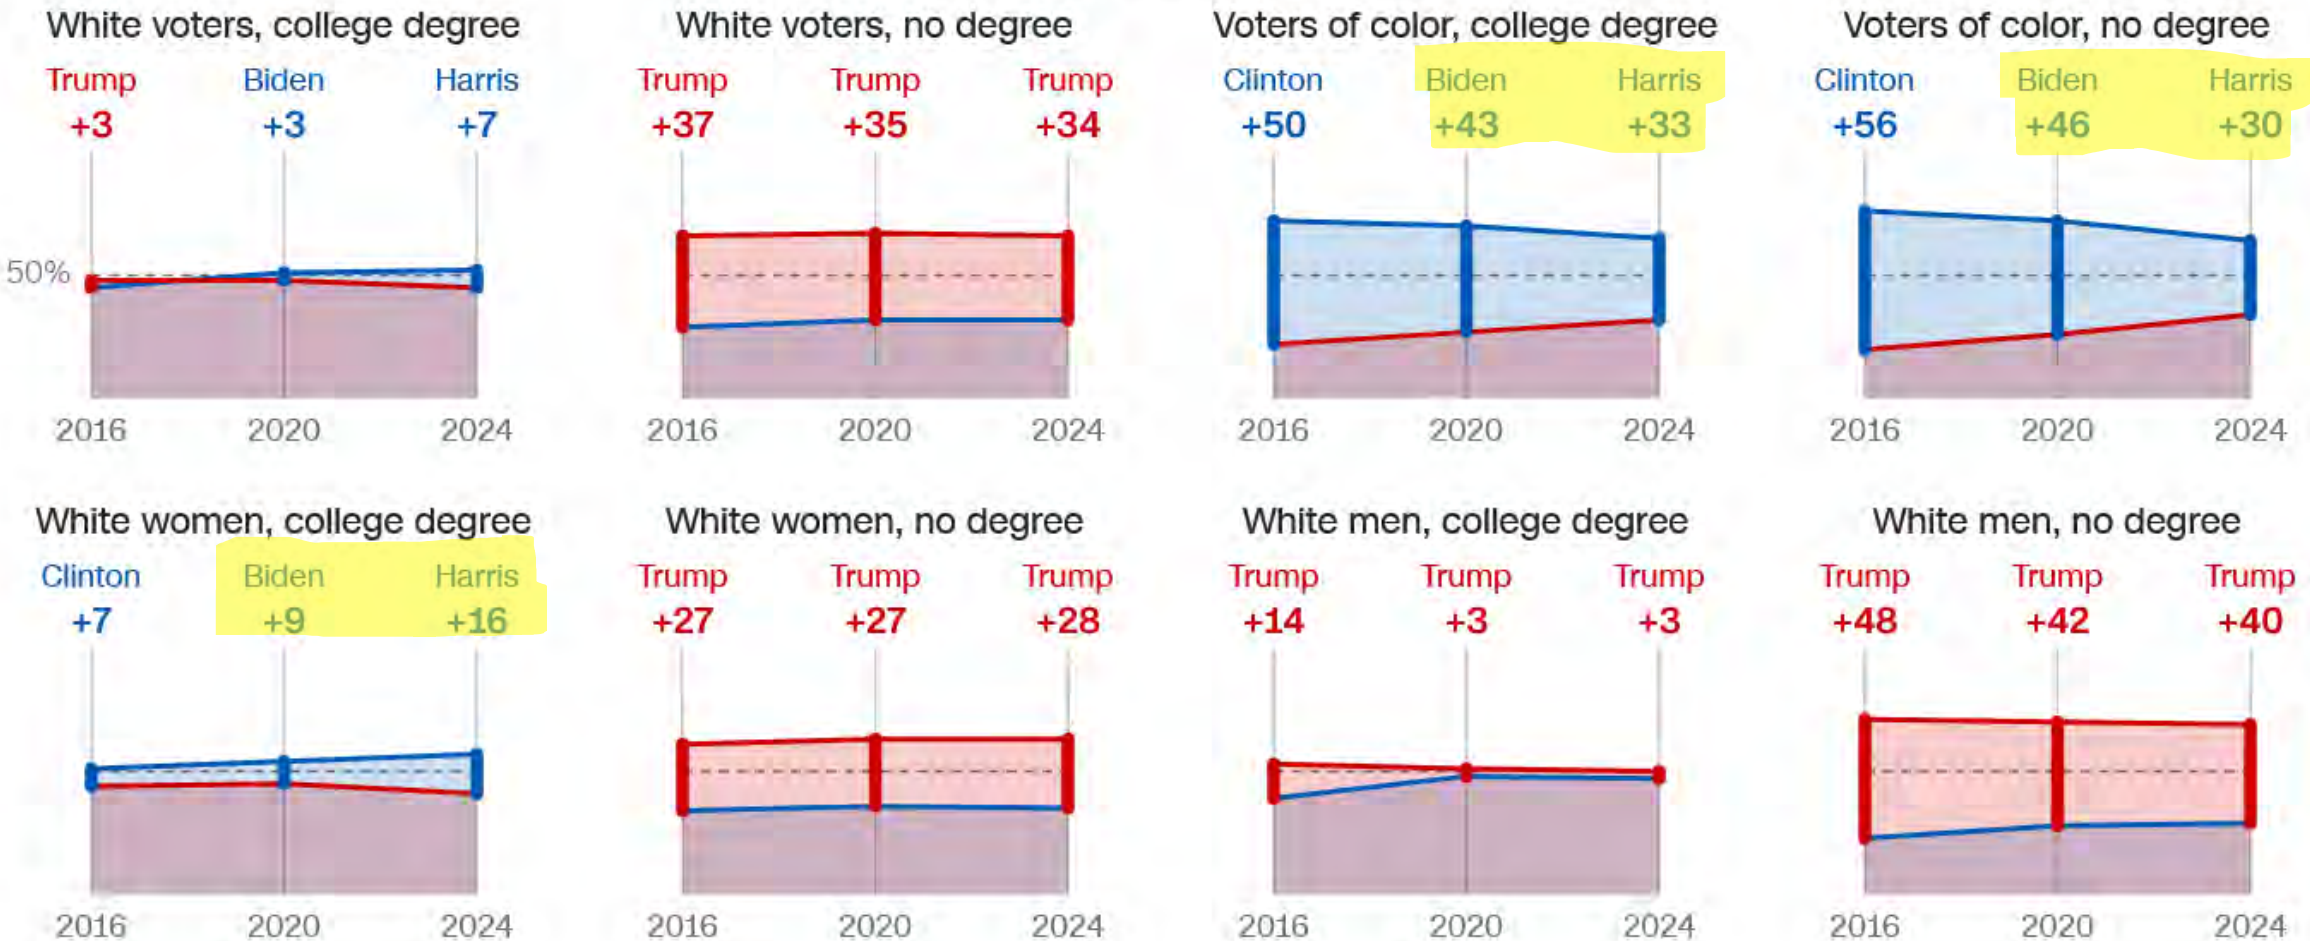 White voters, college degree
Trump Biden Harris
+3 +3 +7
50%
2016 2020 2024
White voters, no degree
Trump Trump Trump
+37 +35 +34
2016 2020 2024
Voters of color, college degree
Clinton Biden Harris
+50 +43 +33
2016 2020 2024
Voters of color, no degree
Clinton Biden Harris
+56 +46 +30
2016 2020 2024
White women, college degree
Clinton Biden Harris
+7 +9 +16
2016 2020 2024
White women, no degree
Trump Trump Trump
+27 +27 +28
2016 2020 2024
White men, college degree
Trump Trump Trump
+14 +3 +3
2016 2020 2024
White men, no degree
Trump Trump Trump
+48 +42 +40
2016 2020 2024